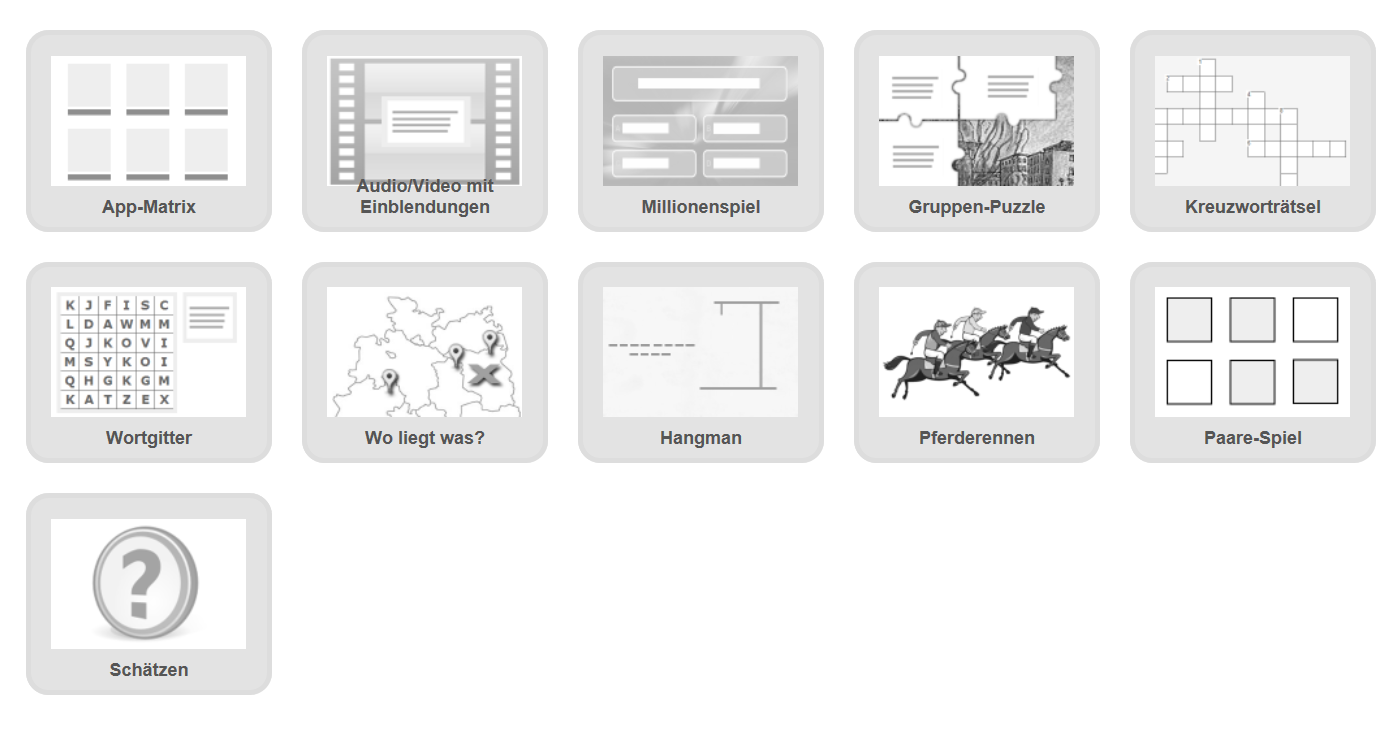 App-Matrix
Audio/Video mit
Einblendungen
Millionenspiel
Gruppen-Puzzle
Kreuzworträtsel
K J F I S C
L D A W M M
Q J K O V I
M S Y K O I
Q H G K G M
K A T Z E X
Wortgitter
Wo liegt was?
Hangman
Pferderennen
Paare-Spiel
?
Schätzen